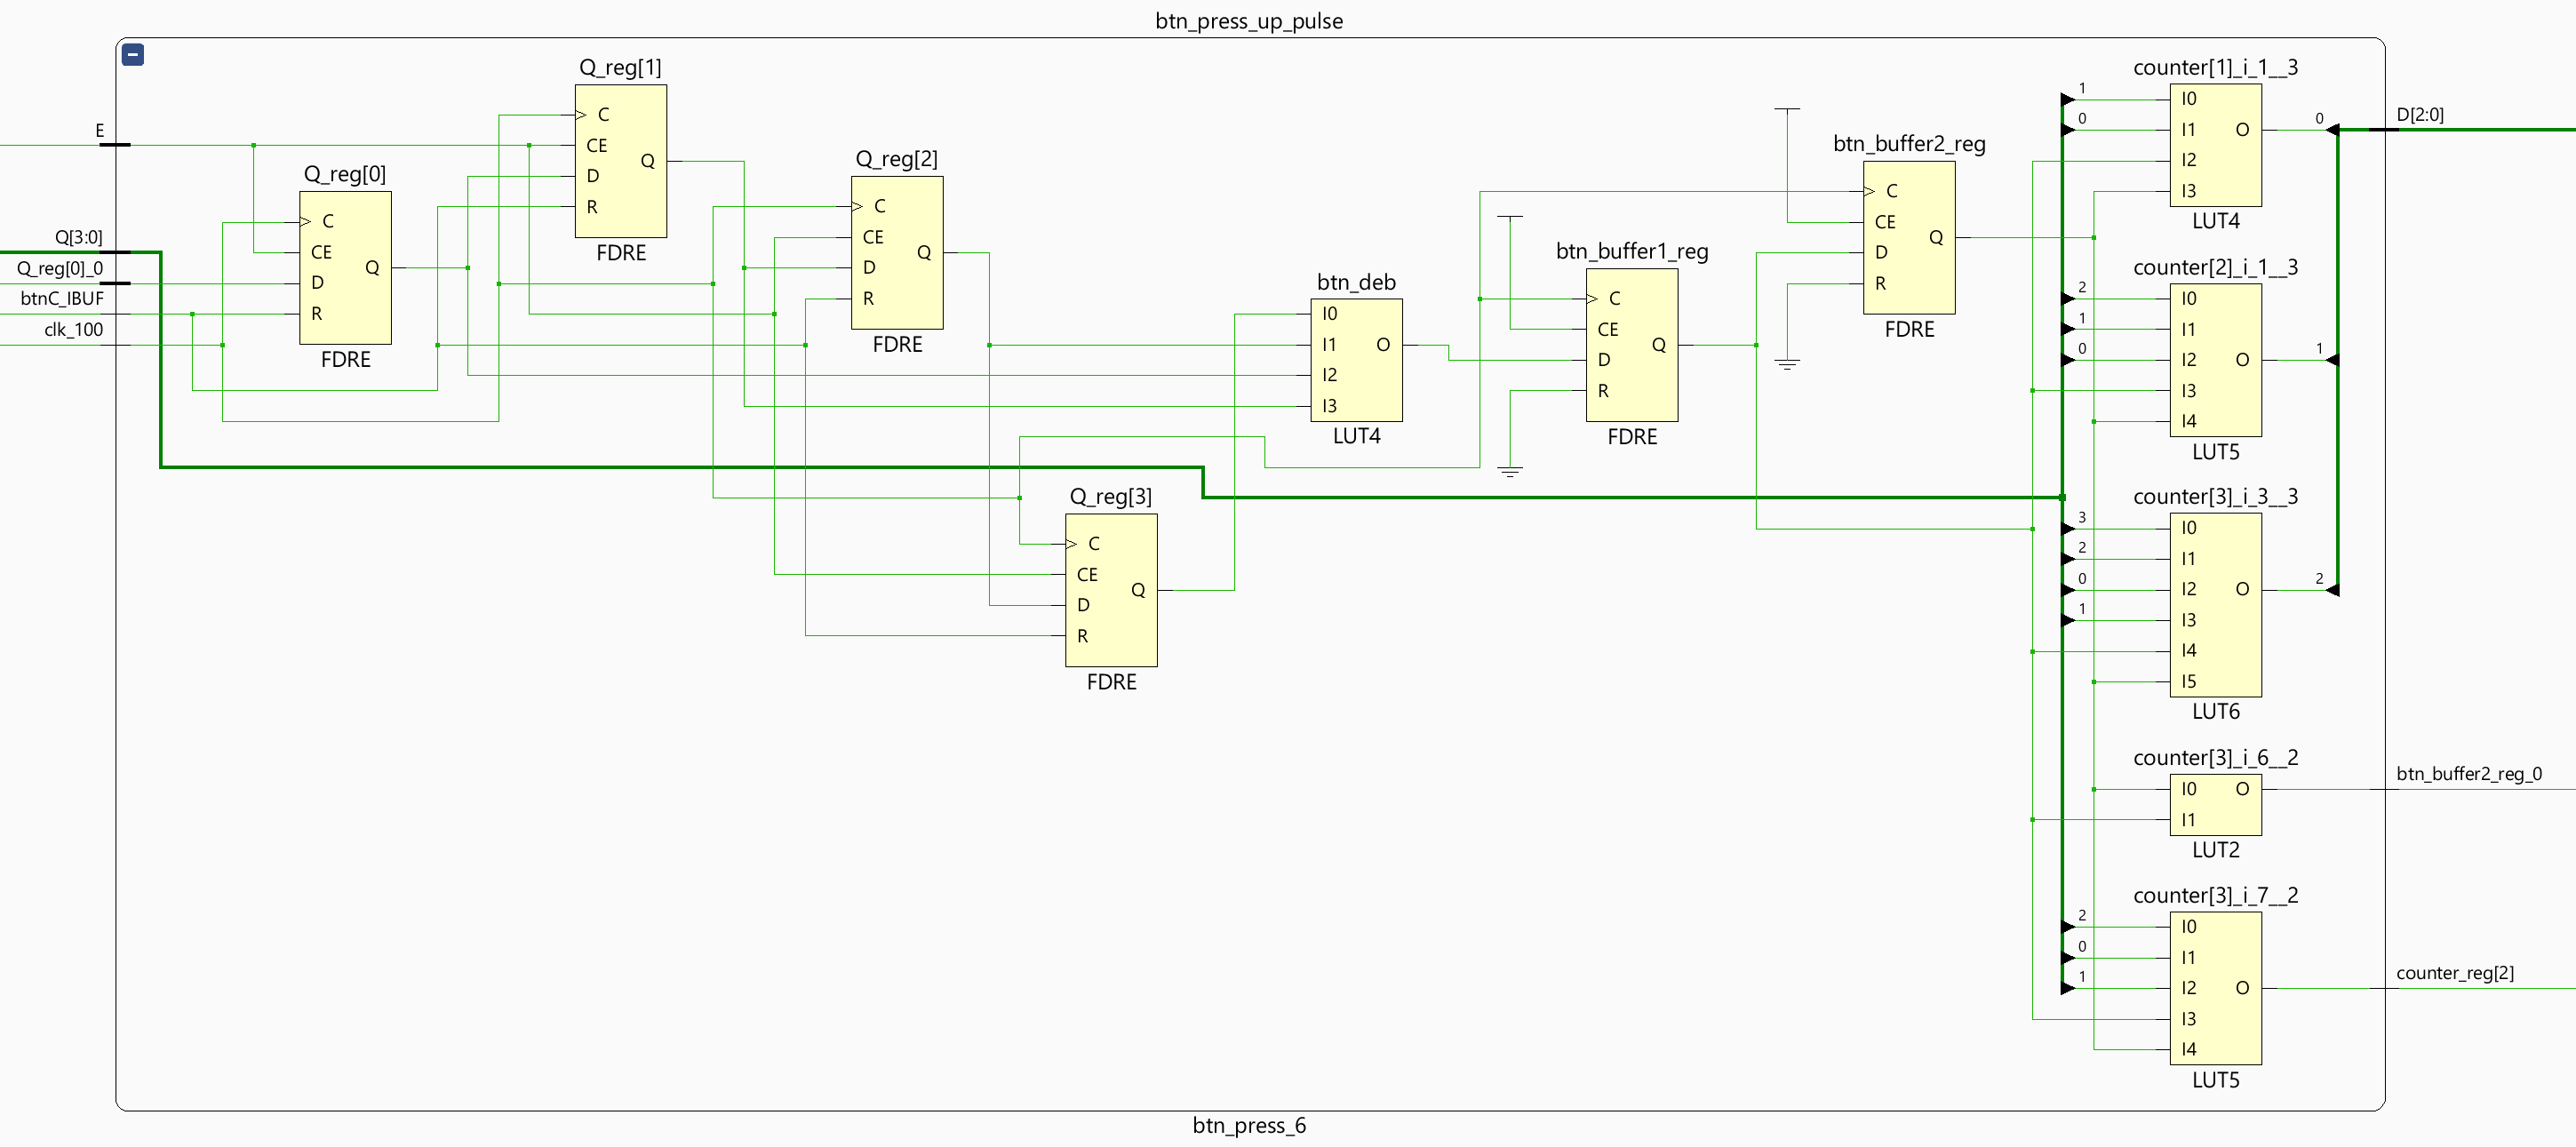 btn_press_up_pulse
E
Q[3:0]
Q_reg[0]_0
btnC_IBUF
clk_100
Q_reg[0]
C
CE
D
R
Q
FDRE
Q_reg[1]
C
CE
D
R
Q
FDRE
Q_reg[2]
C
CE
D
R
Q
FDRE
Q_reg[3]
C
CE
D
R
Q
FDRE
btn_deb
I0
I1
I2
I3
O
LUT4
btn_buffer1_reg
C
CE
D
R
Q
FDRE
btn_buffer2_reg
C
CE
D
R
Q
FDRE
counter[1]_i_1__3
1
0
I0
I1
I2
I3
O
0
LUT4
counter[2]_i_1__3
2
1
0
I0
I1
I2
I3
I4
O
1
LUT5
counter[3]_i_3__3
3
2
0
1
I0
I1
I2
I3
I4
I5
O
2
LUT6
counter[3]_i_6__2
I0
I1
O
LUT2
counter[3]_i_7__2
2
0
1
I0
I1
I2
I3
I4
O
LUT5
D[2:0]
btn_buffer2_reg_0
counter_reg[2]
btn_press_6